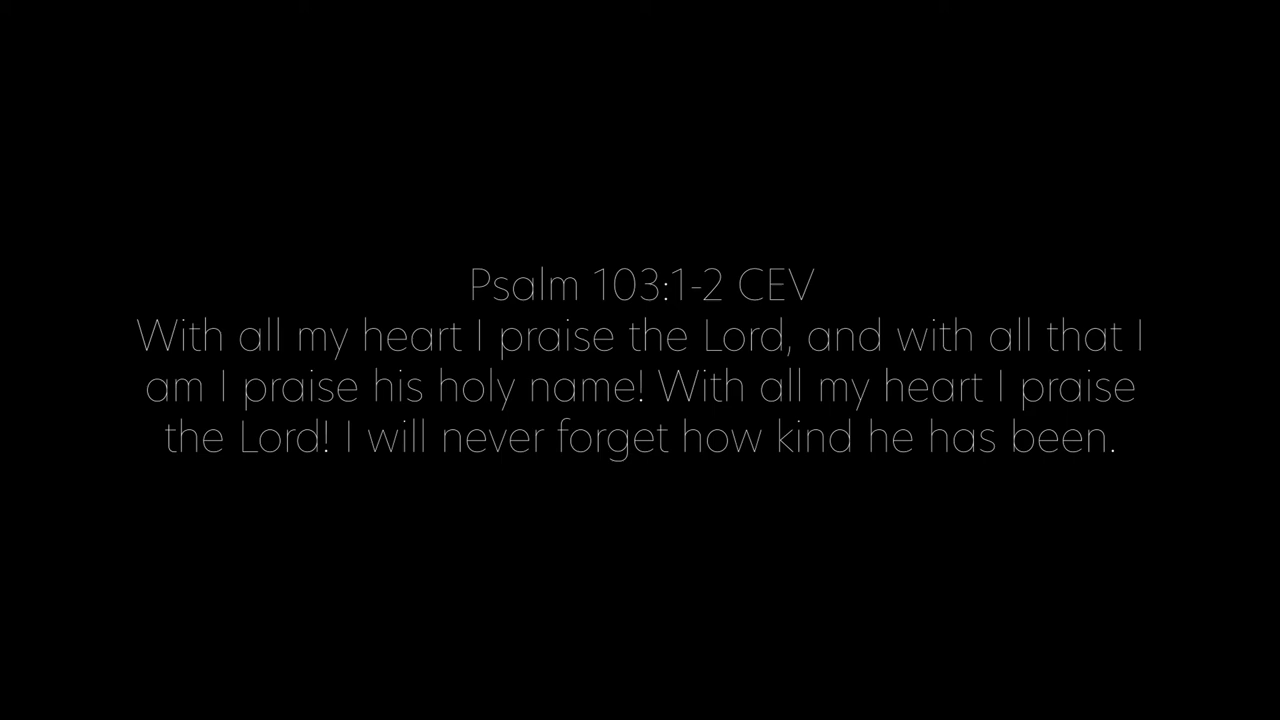 Psalm 103:1-2 CEV
With all my heart I praise the Lord, and with all that I
am I praise his holy name! With all my heart I praise
the Lord! I will never forget how kind he has been.